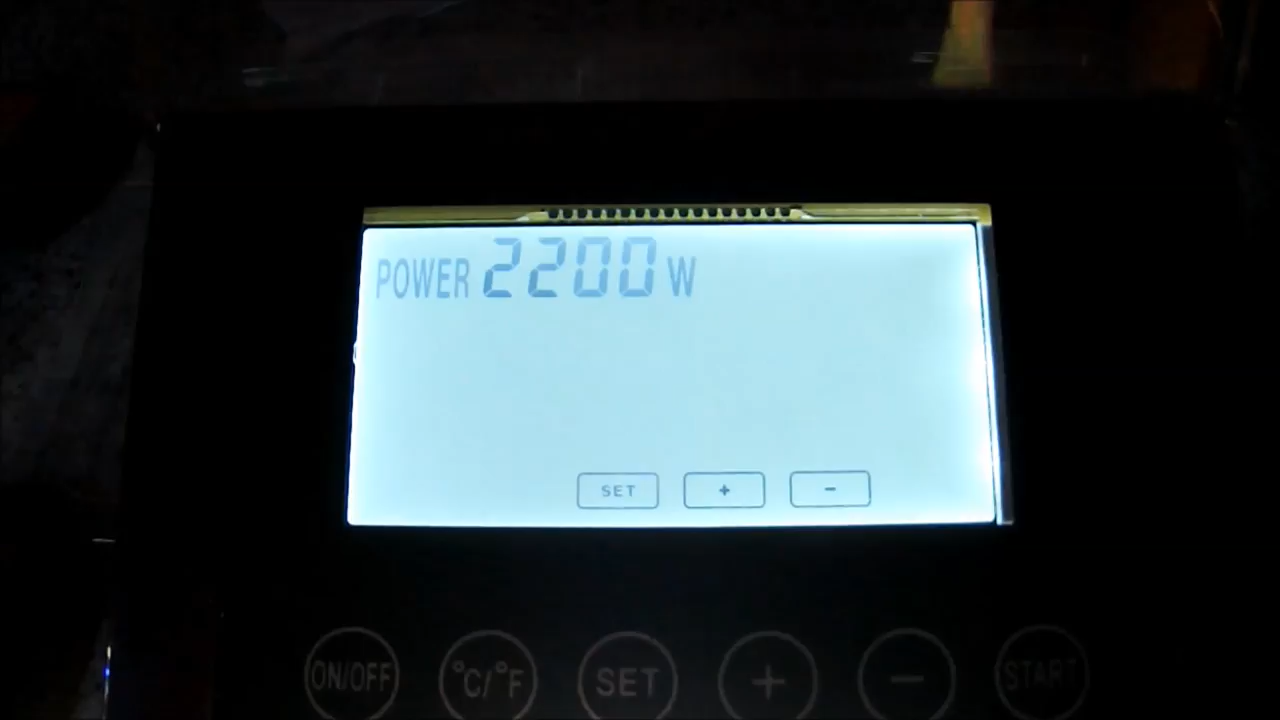 POWER 2200 W
SET + -
ON/OFF °C/°F SET + - START